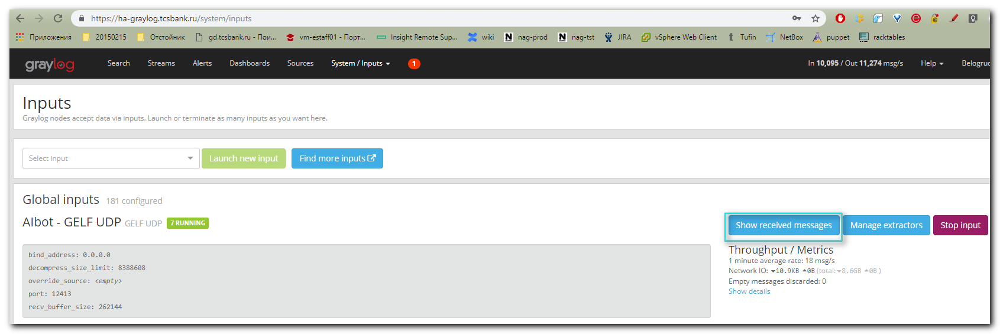 https://ha-graylog.tcsbank.ru/system/inputs
Приложения 20150215 Отстойник gd.tcsbank.ru - Пои... vm-estaff01 - Порт... Insight Remote Sup... wiki nag-prod nag-tst JIRA vSphere Web Client Tufin NetBox puppet racktables
graylog Search Streams Alerts Dashboards Sources System / Inputs 1 In 10,095 / Out 11,274 msg/s Help Belogruc
Inputs
Graylog nodes accept data via inputs. Launch or terminate as many inputs as you want here.
Select input Launch new input Find more inputs
Global inputs 181 configured
AIbot - GELF UDP GELF UDP 7 RUNNING
Show received messages Manage extractors Stop input
bind_address: 0.0.0.0
decompress_size_limit: 8388608
override_source: <empty>
port: 12413
recv_buffer_size: 262144
Throughput / Metrics
1 minute average rate: 18 msg/s
Network IO: 10.9KB 0B (total: 8.6GB 0B )
Empty messages discarded: 0
Show details